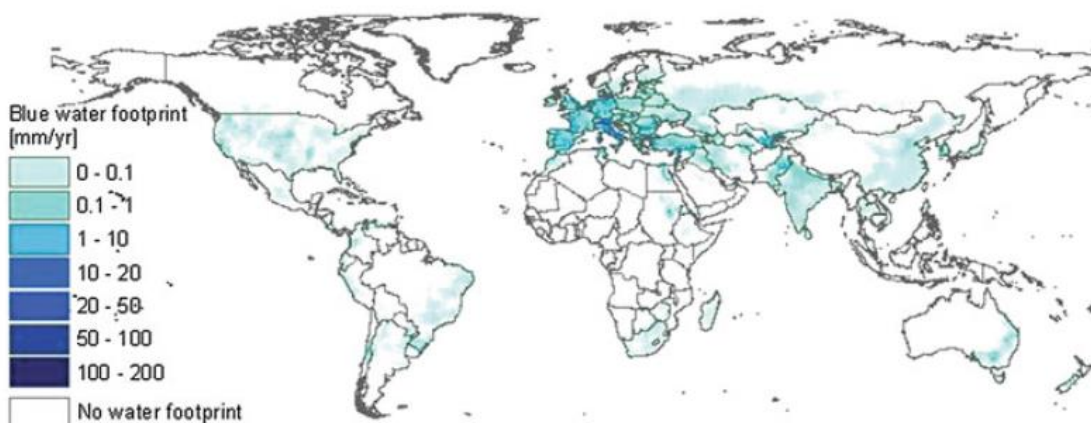 Blue water footprint
[mm/yr]
0 - 0.1
0.1 - 1
1 - 10
10 - 20
20 - 50
50 - 100
100 - 200
No water footprint